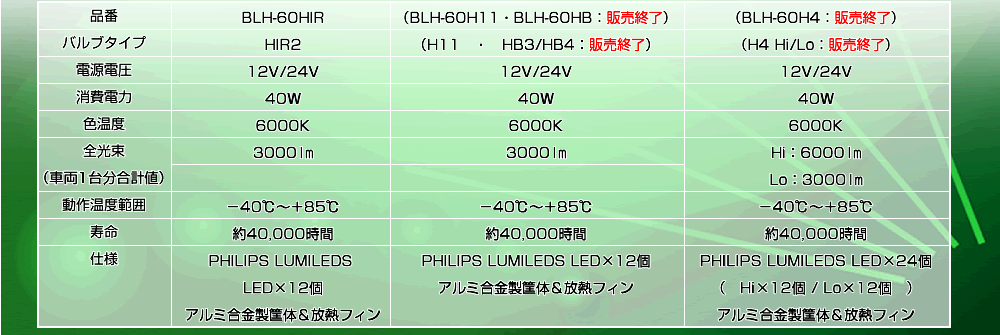 品番 BLH-60HIR （BLH-60H11・BLH-60HB：販売終了） （BLH-60H4：販売終了）
バルブタイプ HIR2 （H11　・　HB3/HB4：販売終了） （H4 Hi/Lo：販売終了）
電源電圧 12V/24V 12V/24V 12V/24V
消費電力 40W 40W 40W
色温度 6000K 6000K 6000K
全光束 3000lm 3000lm Hi：6000lm
（車両1台分合計値） Lo：3000lm
動作温度範囲 －40℃～＋85℃ －40℃～＋85℃ －40℃～＋85℃
寿命 約40,000時間 約40,000時間 約40,000時間
仕様 PHILIPS LUMILEDS PHILIPS LUMILEDS LED×12個 PHILIPS LUMILEDS LED×24個
LED×12個 アルミ合金製筐体＆放熱フィン （　Hi×12個 / Lo×12個　）
アルミ合金製筐体＆放熱フィン アルミ合金製筐体＆放熱フィン